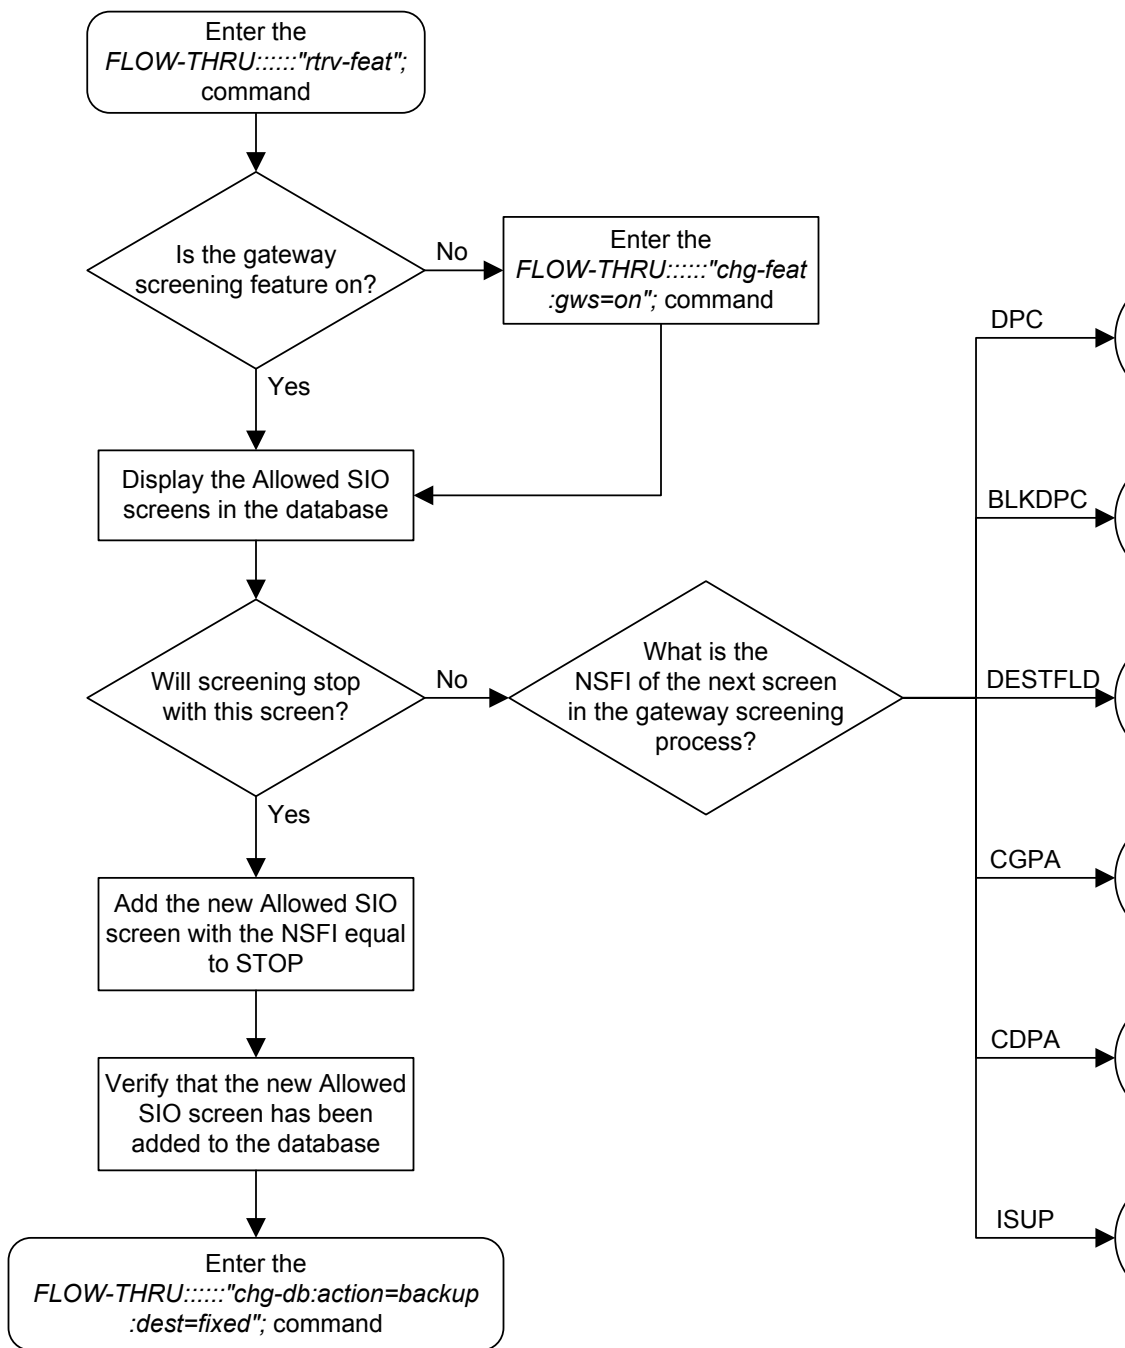 Enter the
FLOW-THRU::::::"rtrv-feat";
command
Is the gateway
screening feature on?
No
Enter the
FLOW-THRU::::::"chg-feat
:gws=on"; command
Yes
Display the Allowed SIO
screens in the database
Will screening stop
with this screen?
No
What is the
NSFI of the next screen
in the gateway screening
process?
DPC
BLKDPC
DESTFLD
CGPA
CDPA
ISUP
Yes
Add the new Allowed SIO
screen with the NSFI equal
to STOP
Verify that the new Allowed
SIO screen has been
added to the database
Enter the
FLOW-THRU::::::"chg-db:action=backup
:dest=fixed"; command